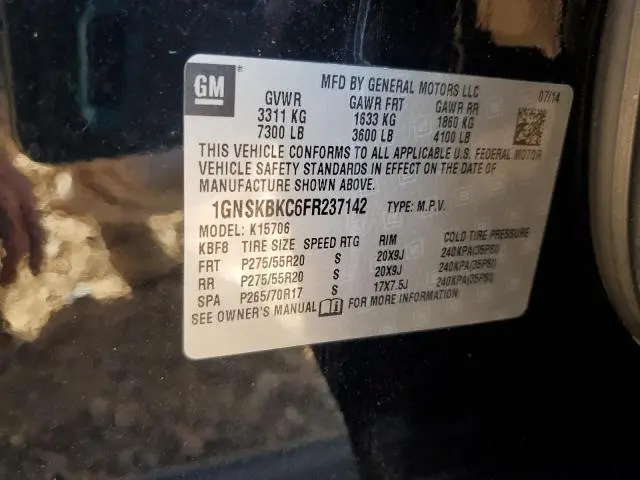 GM ®
MFD BY GENERAL MOTORS LLC
07/14
GVWR GAWR FRT GAWR RR
3311 KG 1633 KG 1860 KG
7300 LB 3600 LB 4100 LB
THIS VEHICLE CONFORMS TO ALL APPLICABLE U.S. FEDERAL MOTOR
VEHICLE SAFETY STANDARDS IN EFFECT ON THE DATE OF
MANUFACTURE SHOWN ABOVE.
1GNSKBKC6FR237142 TYPE: M.P.V.
MODEL: K15706
KBF8 TIRE SIZE SPEED RTG RIM COLD TIRE PRESSURE
FRT P275/55R20 S 20X9J 240KPA(35PSI)
RR P275/55R20 S 20X9J 240KPA(35PSI)
SPA P265/70R17 S 17X7.5J 240KPA(35PSI)
SEE OWNER'S MANUAL FOR MORE INFORMATION.